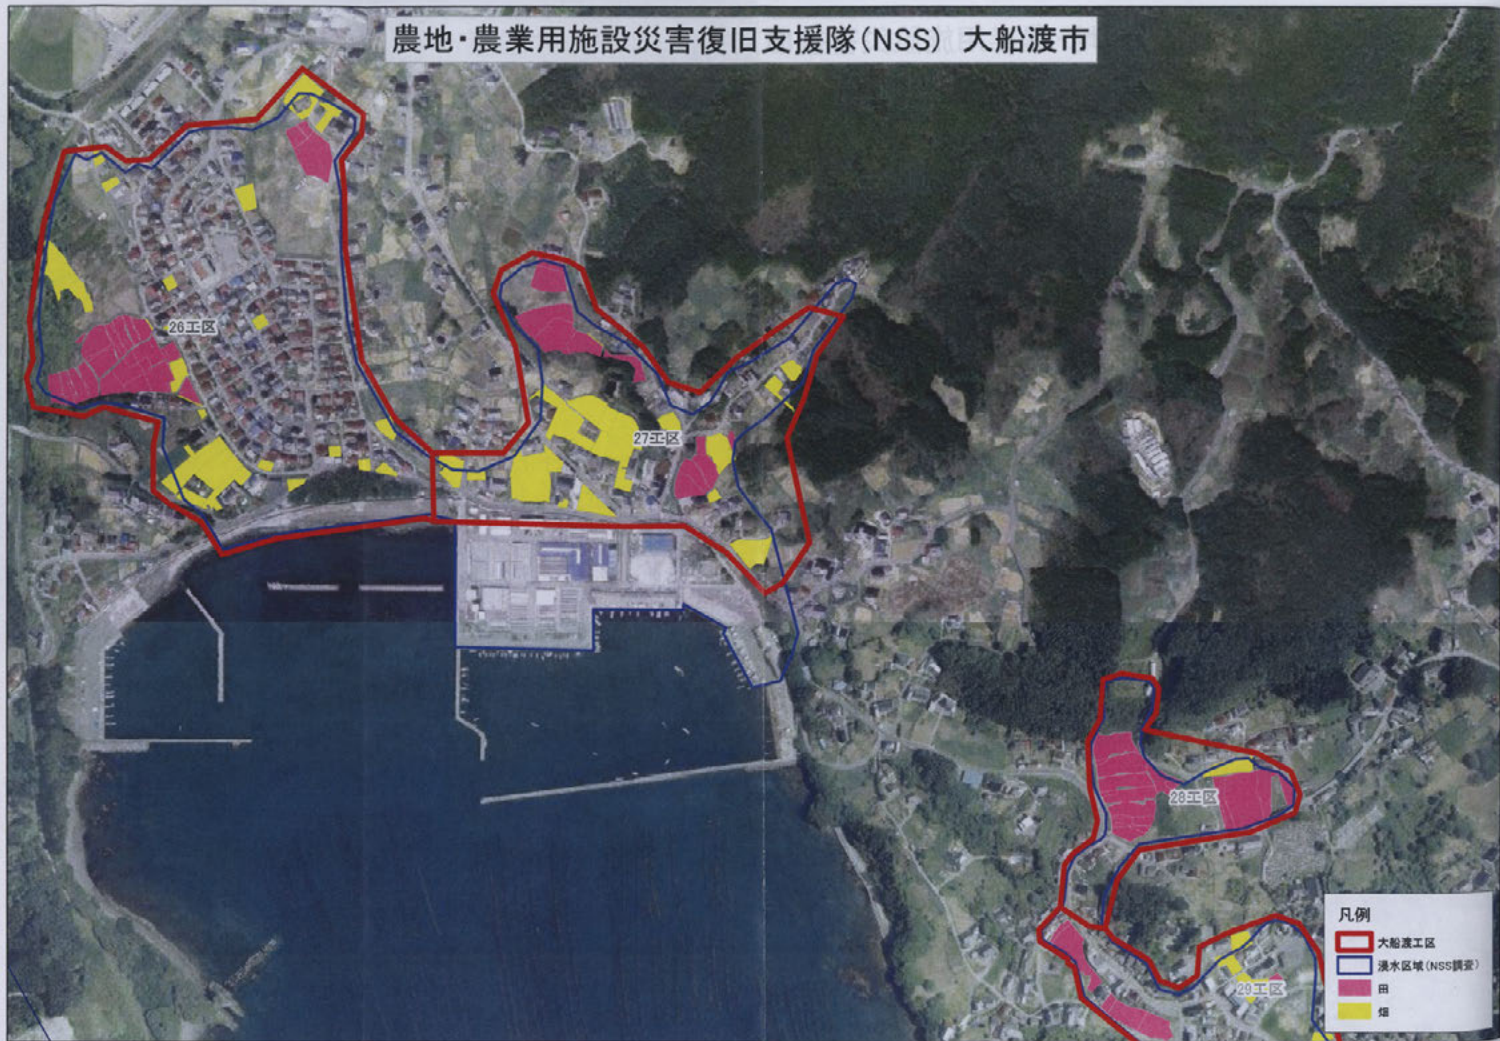 農地・農業用施設災害復旧支援隊(NSS) 大船渡市
26工区
27工区
28工区
29工区
凡例
大船渡工区
浸水区域(NSS調査)
田
畑